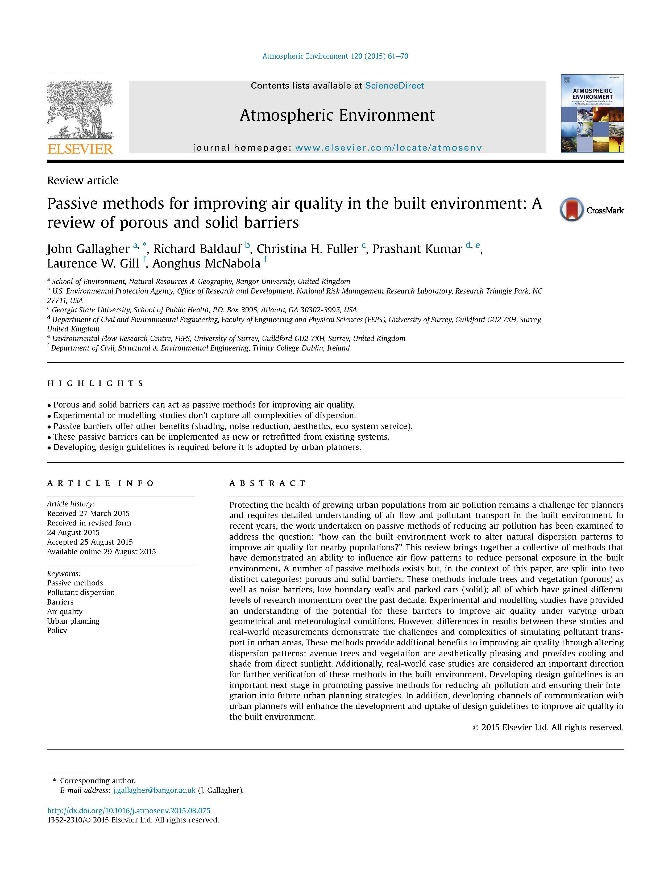 Atmospheric Environment 120 (2015) 61–70
Contents lists available at ScienceDirect
Atmospheric Environment
journal homepage: www.elsevier.com/locate/atmosenv
ELSEVIER
ATMOSPHERIC
ENVIRONMENT
Review article
Passive methods for improving air quality in the built environment: A
review of porous and solid barriers
CrossMark
John Gallagher a, *, Richard Baldauf b, Christina H. Fuller c, Prashant Kumar d, e,
Laurence W. Gill f, Aonghus McNabola f
a School of Environment, Natural Resources & Geography, Bangor University, United Kingdom
b U.S. Environmental Protection Agency, Office of Research and Development, National Risk Management Research Laboratory, Research Triangle Park, NC
27711, USA
c Georgia State University, School of Public Health, P.O. Box 3995, Atlanta, GA 30302-3995, USA
d Department of Civil and Environmental Engineering, Faculty of Engineering and Physical Sciences (FEPS), University of Surrey, Guildford GU2 7XH, Surrey,
United Kingdom
e Environmental Flow Research Centre, FEPS, University of Surrey, Guildford GU2 7XH, Surrey, United Kingdom
f Department of Civil, Structural & Environmental Engineering, Trinity College Dublin, Ireland
HIGHLIGHTS
• Porous and solid barriers can act as passive methods for improving air quality.
• Experimental or modelling studies don't capture all complexities of dispersion.
• Passive barriers offer other benefits (shading, noise reduction, aesthetics, eco system service).
• These passive barriers can be implemented as new or retrofitted from existing systems.
• Developing design guidelines is required before it is adopted by urban planners.
ARTICLE INFO
Article history:
Received 27 March 2015
Received in revised form
24 August 2015
Accepted 25 August 2015
Available online 29 August 2015
Keywords:
Passive methods
Pollutant dispersion
Barriers
Air quality
Urban planning
Policy
ABSTRACT
Protecting the health of growing urban populations from air pollution remains a challenge for planners
and requires detailed understanding of air flow and pollutant transport in the built environment. In
recent years, the work undertaken on passive methods of reducing air pollution has been examined to
address the question: "how can the built environment work to alter natural dispersion patterns to
improve air quality for nearby populations?" This review brings together a collective of methods that
have demonstrated an ability to influence air flow patterns to reduce personal exposure in the built
environment. A number of passive methods exists but, in the context of this paper, are split into two
distinct categories: porous and solid barriers. These methods include trees and vegetation (porous) as
well as noise barriers, low boundary walls and parked cars (solid); all of which have gained different
levels of research momentum over the past decade. Experimental and modelling studies have provided
an understanding of the potential for these barriers to improve air quality under varying urban
geometrical and meteorological conditions. However, differences in results between these studies and
real-world measurements demonstrate the challenges and complexities of simulating pollutant trans-
port in urban areas. These methods provide additional benefits to improving air quality through altering
dispersion patterns; avenue trees and vegetation are aesthetically pleasing and provides cooling and
shade from direct sunlight. Additionally, real-world case studies are considered an important direction
for further verification of these methods in the built environment. Developing design guidelines is an
important next stage in promoting passive methods for reducing air pollution and ensuring their inte-
gration into future urban planning strategies. In addition, developing channels of communication with
urban planners will enhance the development and uptake of design guidelines to improve air quality in
the built environment.
© 2015 Elsevier Ltd. All rights reserved.
* Corresponding author.
E-mail address: j.gallagher@bangor.ac.uk (J. Gallagher).
http://dx.doi.org/10.1016/j.atmosenv.2015.08.075
1352-2310/© 2015 Elsevier Ltd. All rights reserved.